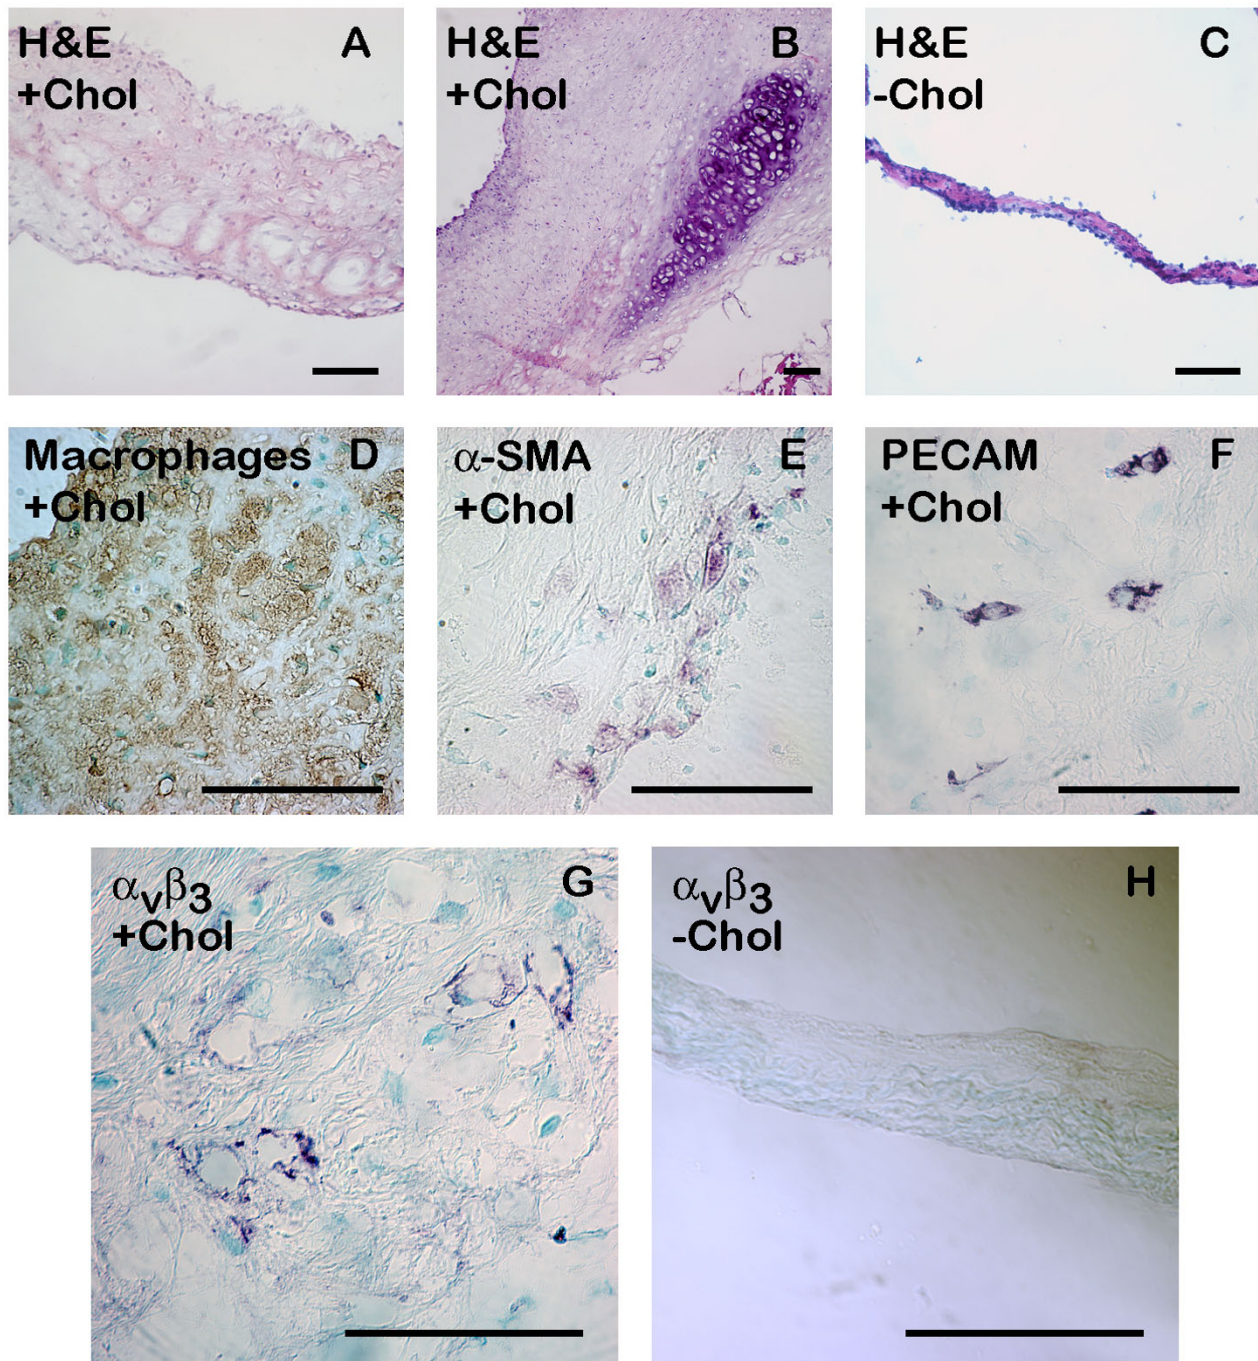 H&E A
+Chol
H&E B
+Chol
H&E C
-Chol
Macrophages D
+Chol
α-SMA E
+Chol
PECAM F
+Chol
αvβ3 G
+Chol
αvβ3 H
-Chol